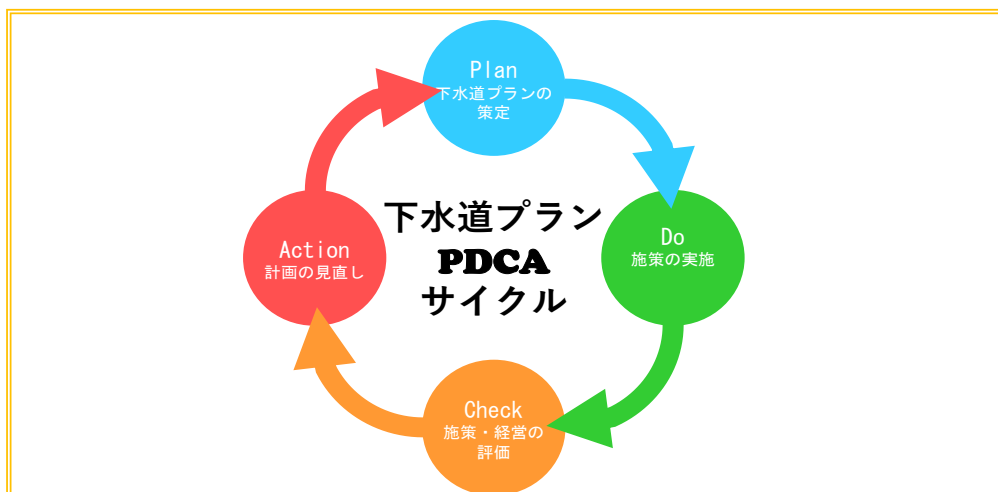 Plan
下水道プランの
策定
下水道プラン
PDCA
サイクル
Do
施策の実施
Check
施策・経営の
評価
Action
計画の見直し